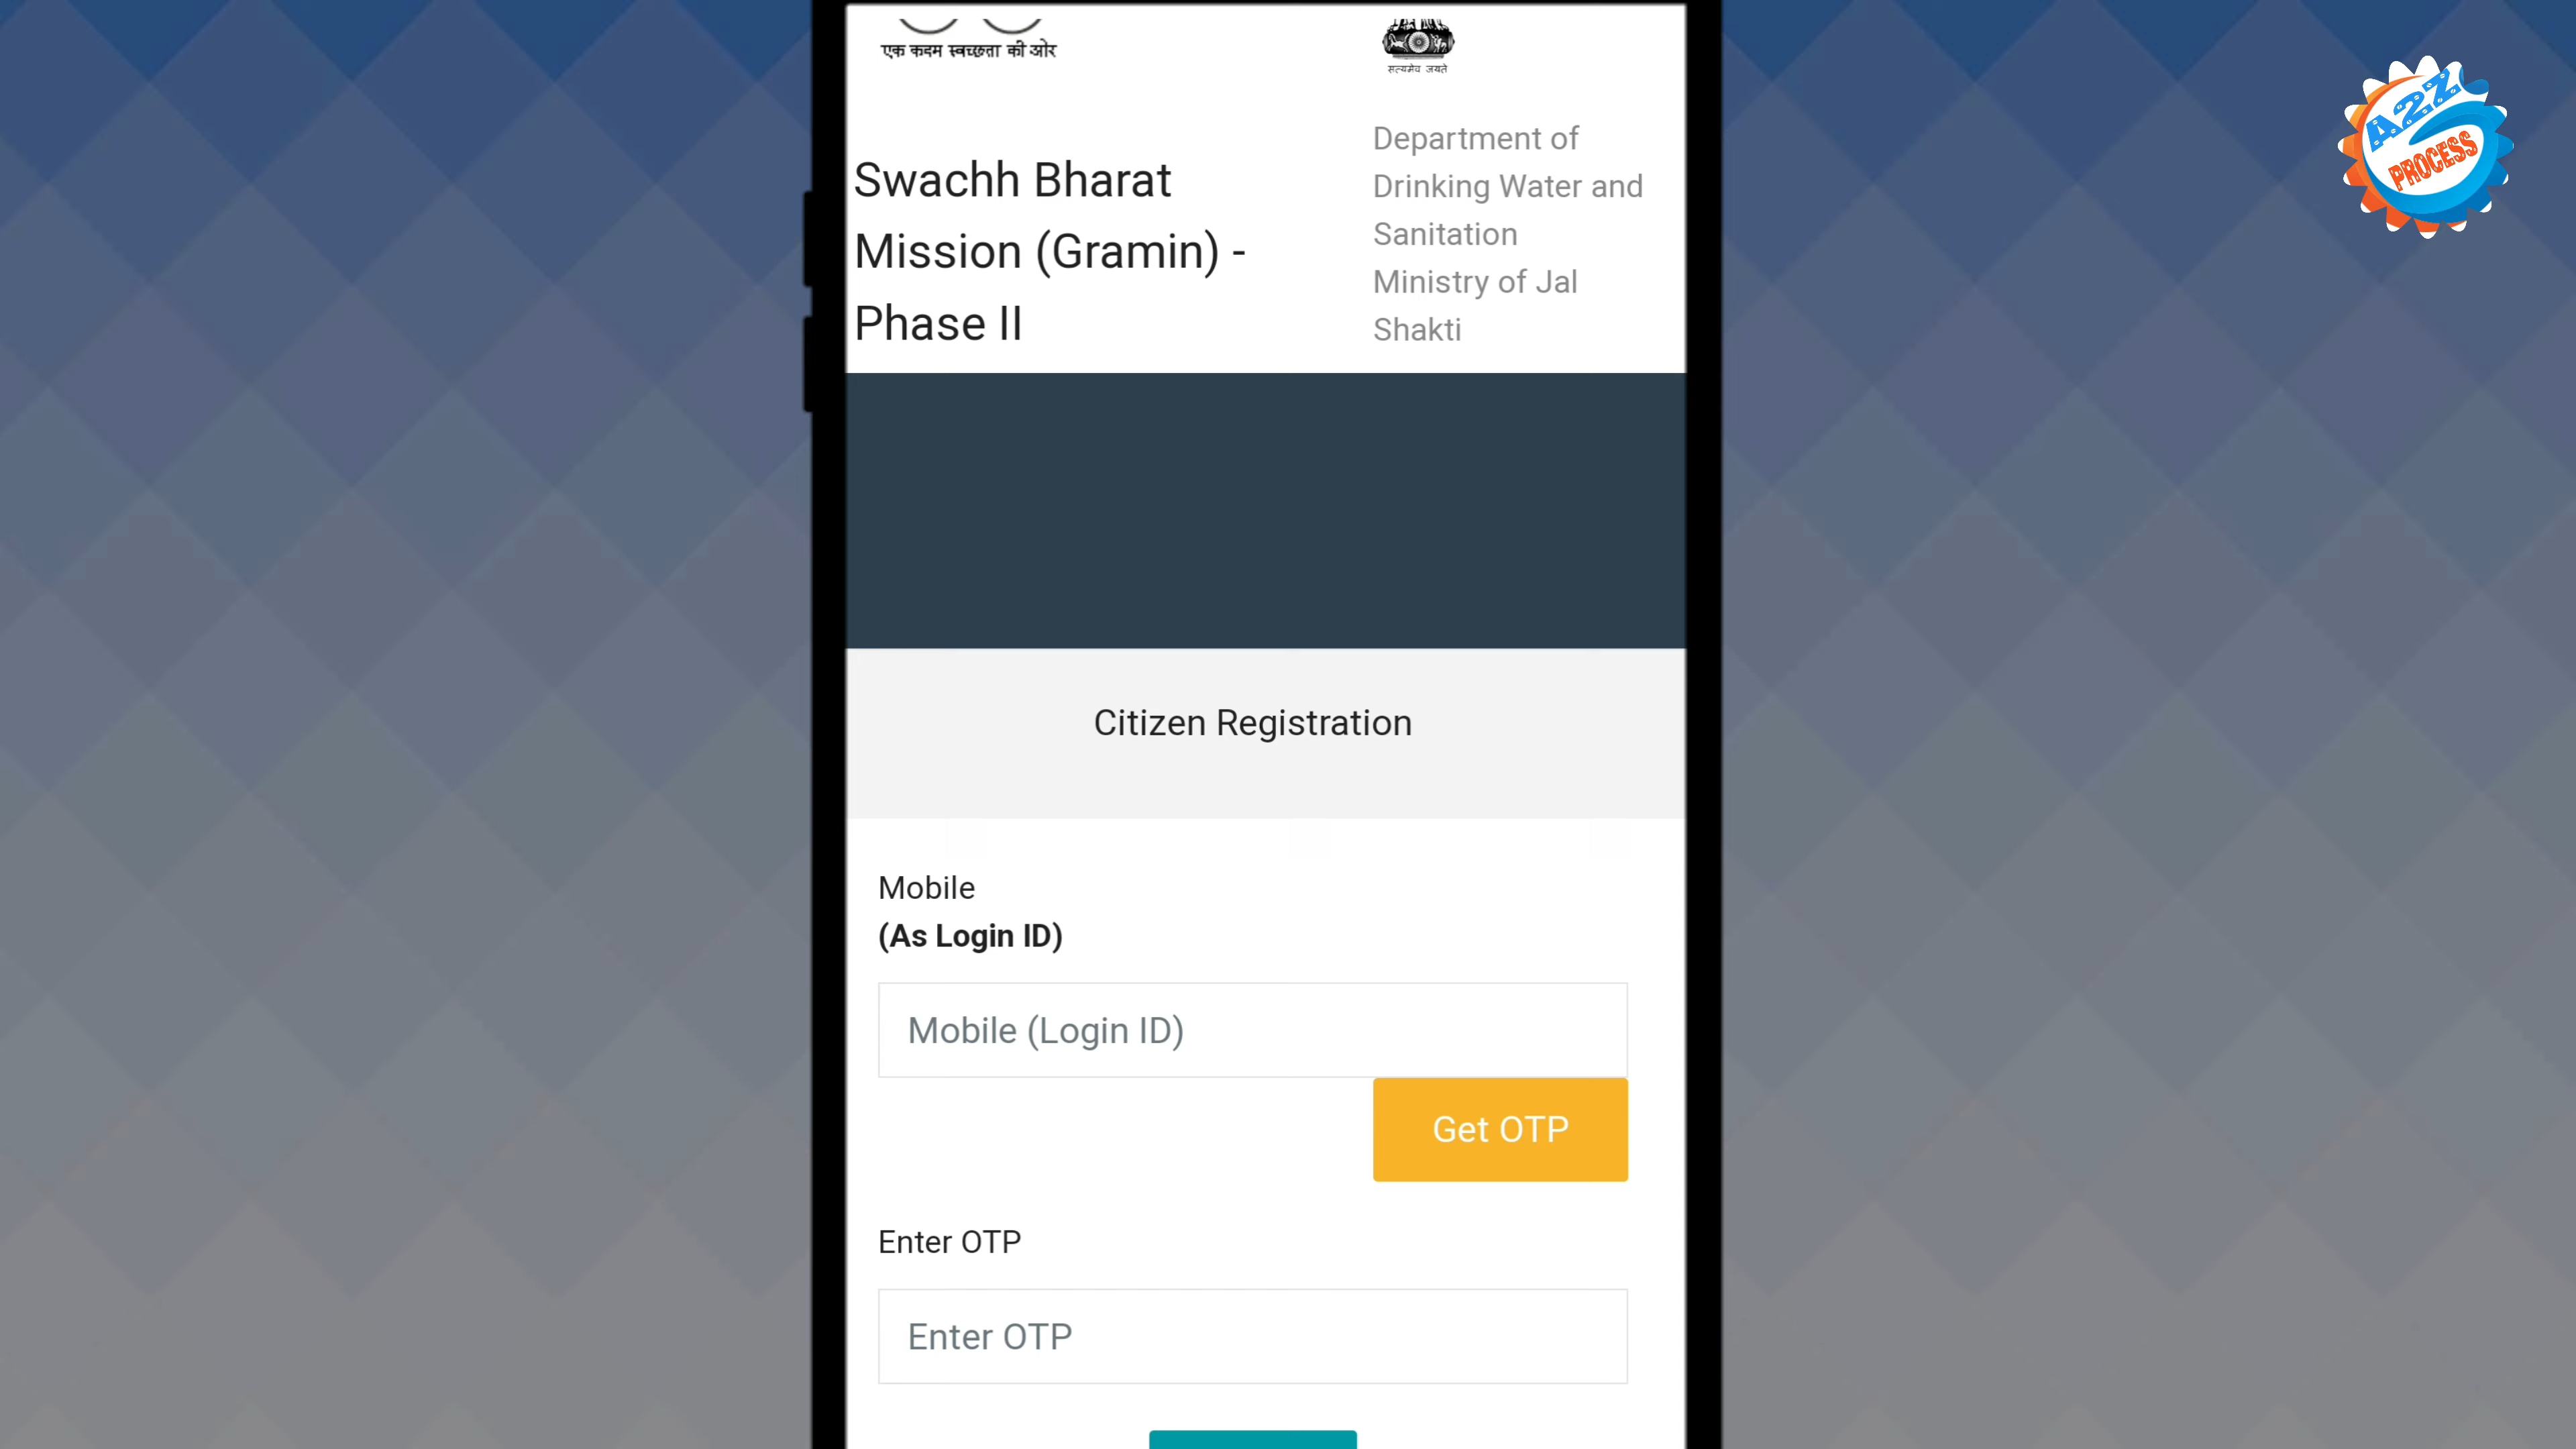 एक कदम स्वच्छता की ओर
सत्यमेव जयते
Swachh Bharat
Mission (Gramin) -
Phase II
Department of
Drinking Water and
Sanitation
Ministry of Jal
Shakti
A2Z
PROCESS
Citizen Registration
Mobile
(As Login ID)
Mobile (Login ID)
Get OTP
Enter OTP
Enter OTP